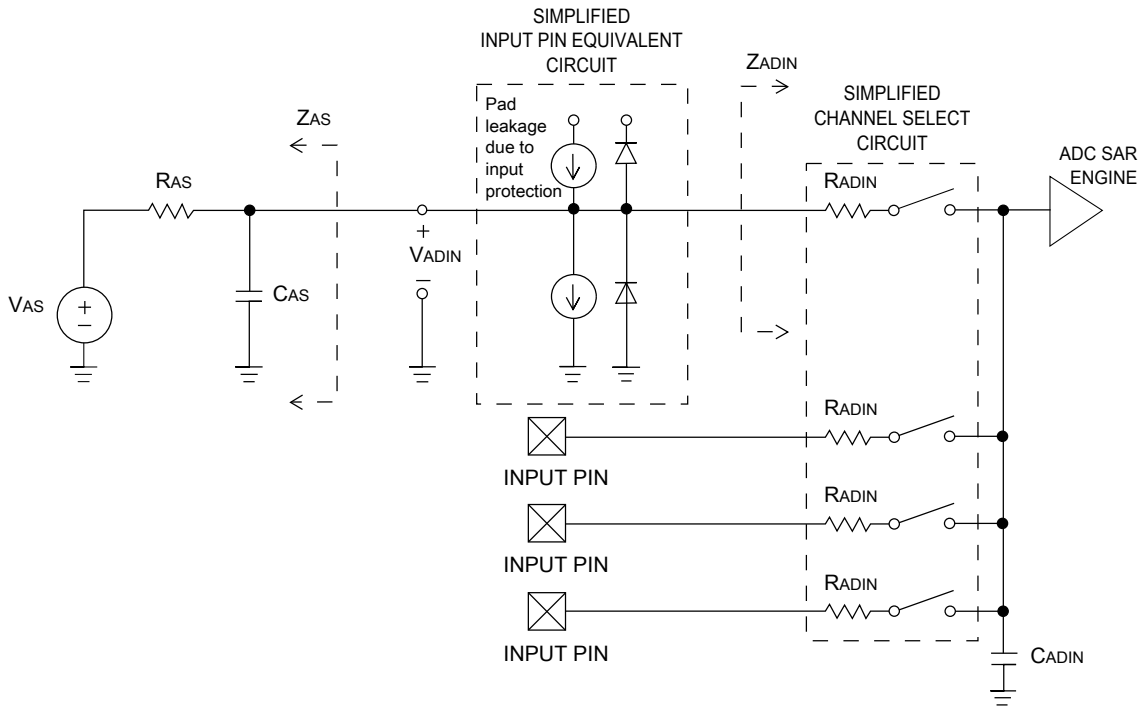 SIMPLIFIED
INPUT PIN EQUIVALENT
CIRCUIT
ZADIN
SIMPLIFIED
CHANNEL SELECT
CIRCUIT
Pad
leakage
due to
input
protection
ZAS
ADC SAR
ENGINE
RAS
RADIN
+
VADIN
–
CAS
VAS
+
–
RADIN
INPUT PIN
RADIN
INPUT PIN
RADIN
INPUT PIN
CADIN